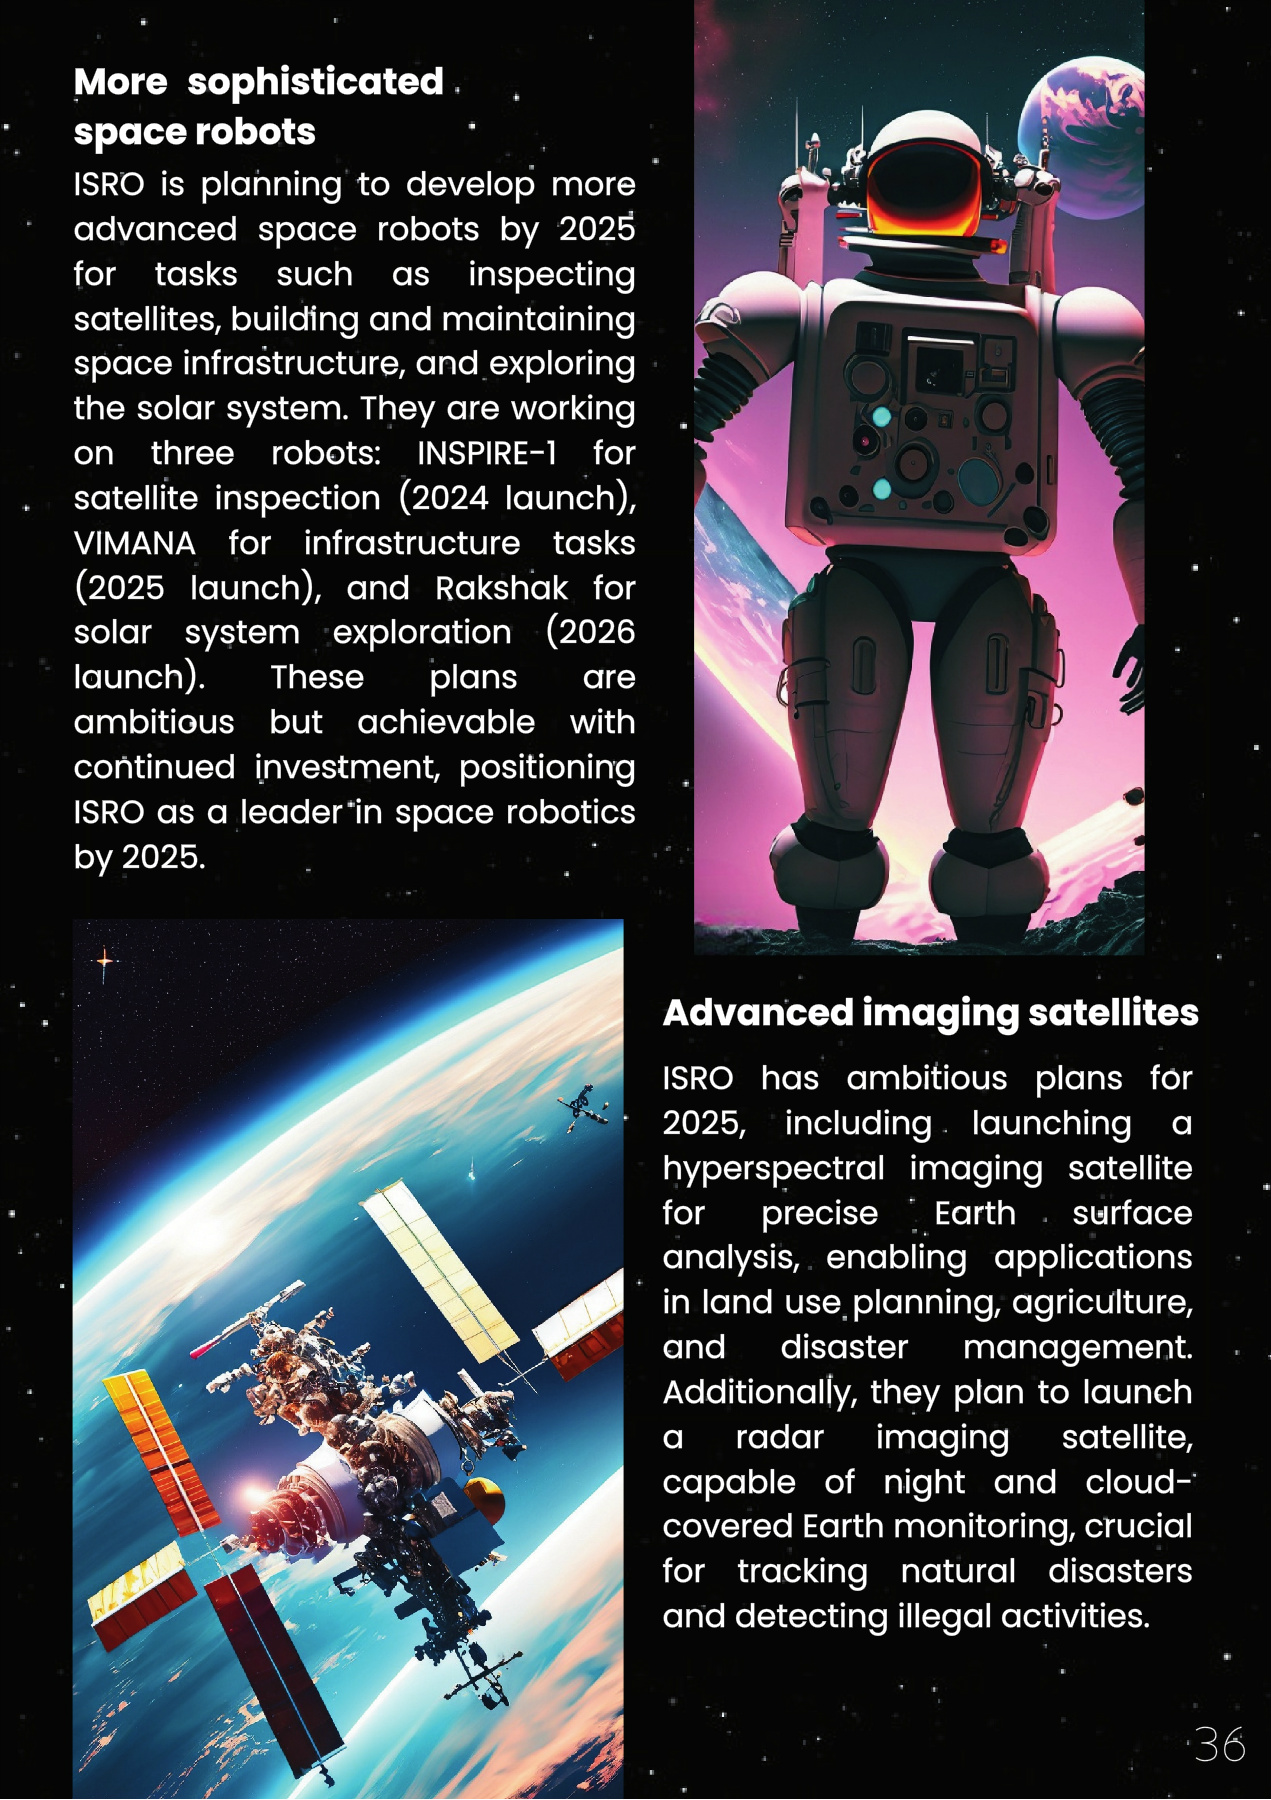 More sophisticated
space robots
ISRO is planning to develop more
advanced space robots by 2025
for tasks such as inspecting
satellites, building and maintaining
space infrastructure, and exploring
the solar system. They are working
on three robots: INSPIRE-1 for
satellite inspection (2024 launch),
VIMANA for infrastructure tasks
(2025 launch), and Rakshak for
solar system exploration (2026
launch). These plans are
ambitious but achievable with
continued investment, positioning
ISRO as a leader in space robotics
by 2025.
Advanced imaging satellites
ISRO has ambitious plans for
2025, including launching a
hyperspectral imaging satellite
for precise Earth surface
analysis, enabling applications
in land use planning, agriculture,
and disaster management.
Additionally, they plan to launch
a radar imaging satellite,
capable of night and cloud-
covered Earth monitoring, crucial
for tracking natural disasters
and detecting illegal activities.
36